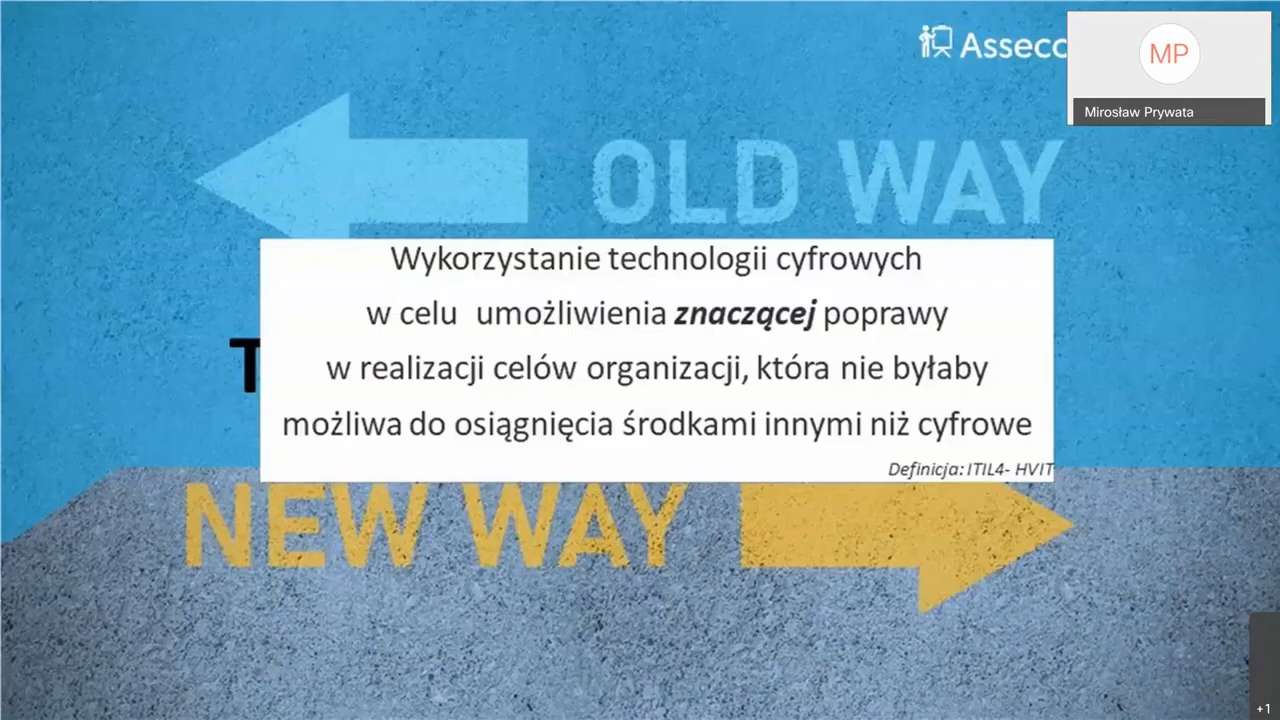 Assecc
MP
Mirosław Prywata
OLD WAY
Wykorzystanie technologii cyfrowych
w celu umożliwienia znaczącej poprawy
w realizacji celów organizacji, która nie byłaby
możliwa do osiągnięcia środkami innymi niż cyfrowe
Definicja: ITIL4- HVIT
T
NEW WAY
+1